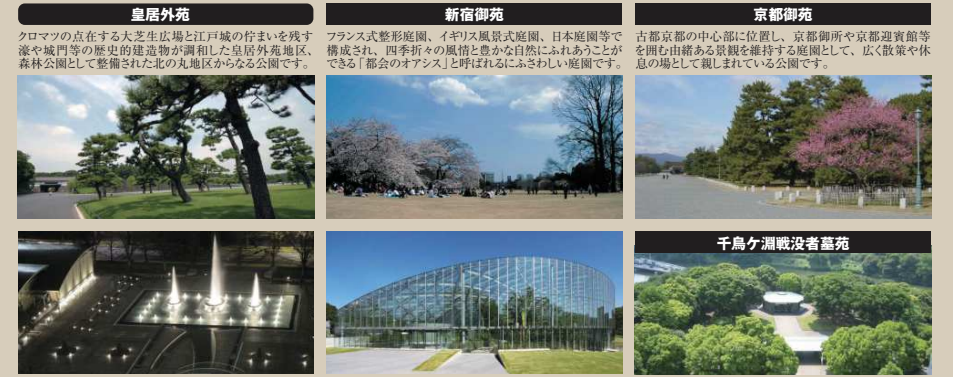 皇居外苑
クロマツの点在する大芝生広場と江戸城の佇まいを残す
濠や城門等の歴史的建造物が調和した皇居外苑地区、
森林公園として整備された北の丸地区からなる公園です。
新宿御苑
フランス式整形庭園、イギリス風景式庭園、日本庭園等で
構成され、四季折々の風情と豊かな自然にふれあうことが
できる「都会のオアシス」と呼ばれるにふさわしい庭園です。
京都御苑
古都京都の中心部に位置し、京都御所や京都迎賓館等
を囲む由緒ある景観を維持する庭園として、広く散策や休
息の場として親しまれている公園です。
千鳥ケ淵戦没者墓苑